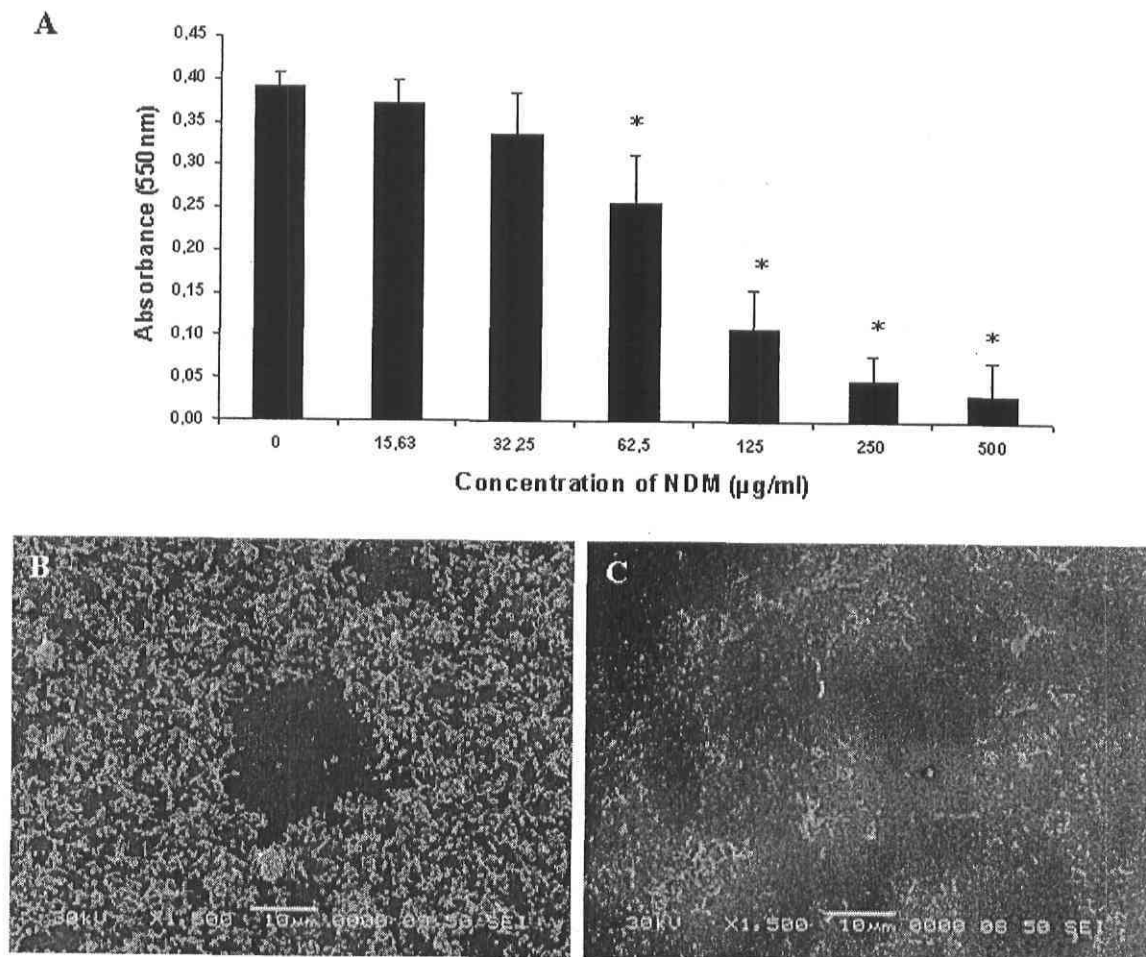 A
0,45
0,40
0,35
0,30
0,25
0,20
0,15
0,10
0,05
0,00
Absorbance (550nm)
* * * *
0 15,63 32,25 62,5 125 250 500
Concentration of NDM (µg/ml)
B
30kV X1,500 10µm 0000 08 50 SEI
C
30kV X1,500 10µm 0000 08 50 SEI